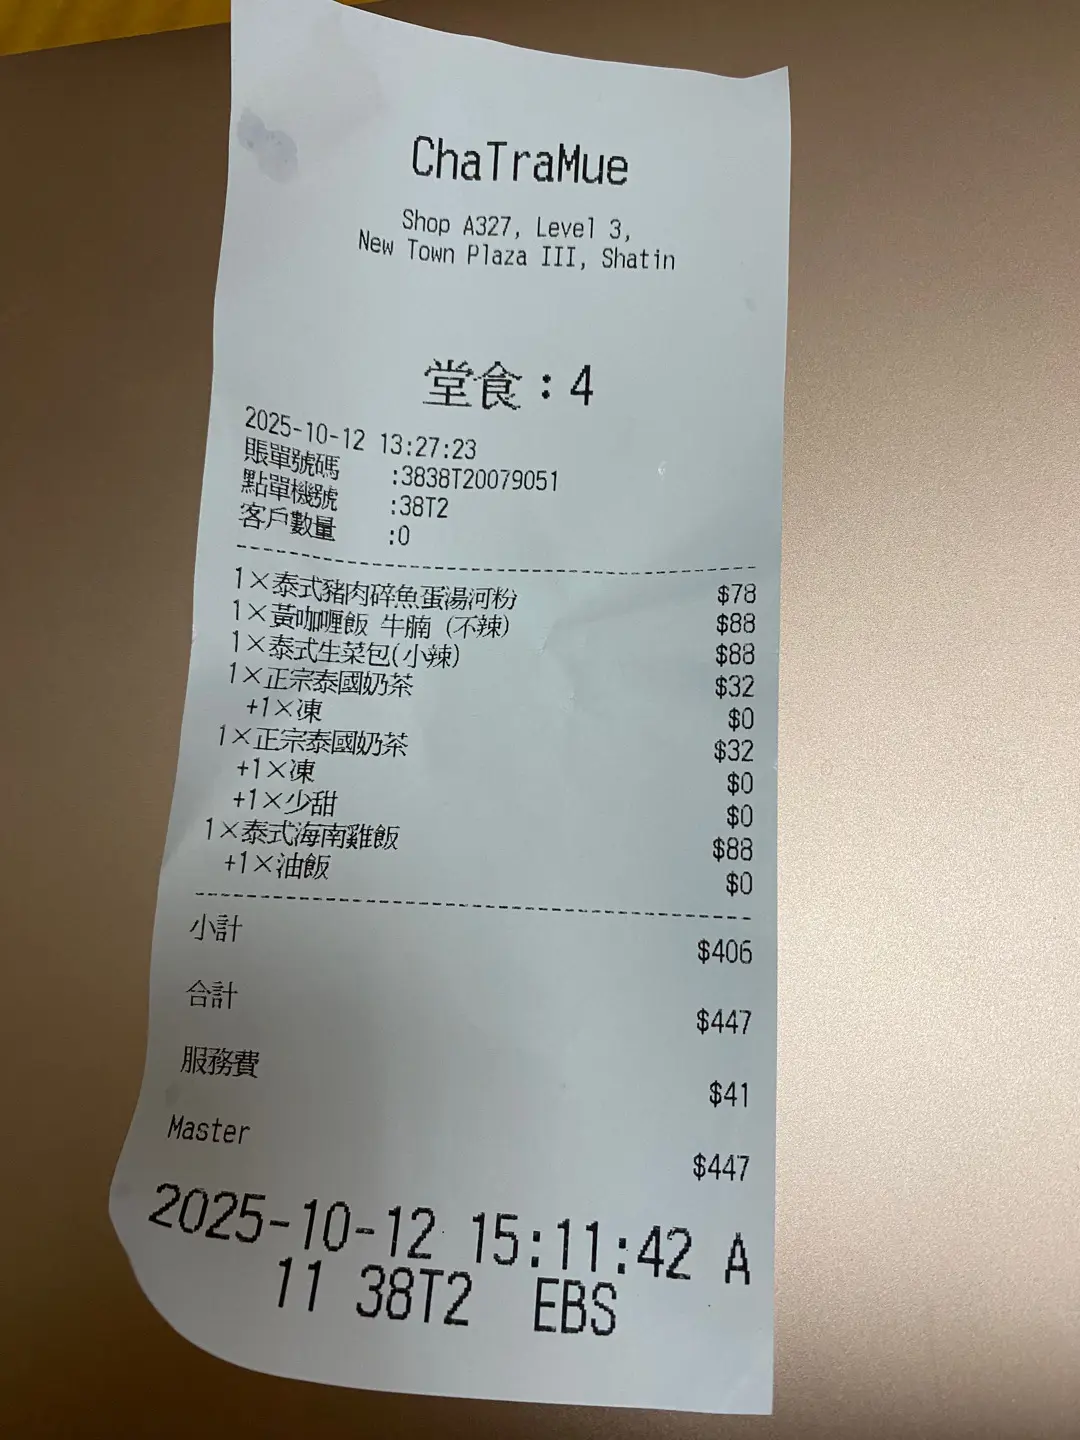 ChaTraMue
Shop A327, Level 3,
New Town Plaza III, Shatin
堂食：4
2025-10-12 13:27:23
賬單號碼 :3838T20079051
點單機號 :38T2
客戶數量 :0
1×泰式豬肉碎魚蛋湯河粉 $78
1×黃咖喱飯 牛腩 (不辣) $88
1×泰式生菜包(小辣) $88
1×正宗泰國奶茶 $32
+1×凍 $0
1×正宗泰國奶茶 $32
+1×凍 $0
+1×少甜 $0
1×泰式海南雞飯 $88
+1×油飯 $0
小計 $406
合計 $447
服務費 $41
Master $447
2025-10-12 15:11:42 A
11 38T2 EBS